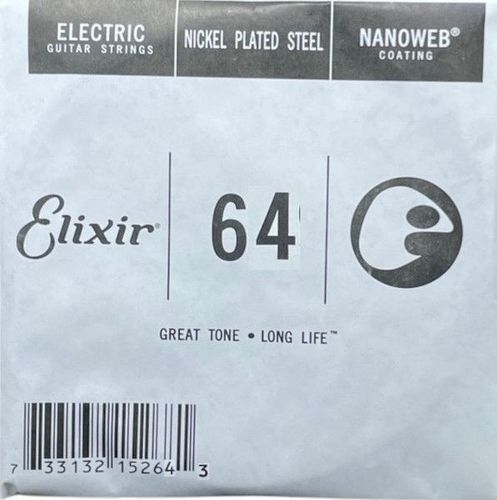 ELECTRIC
GUITAR STRINGS
NICKEL PLATED STEEL
NANOWEB®
COATING
Elixir®
64
GREAT TONE • LONG LIFE™
7 33132 15264 3